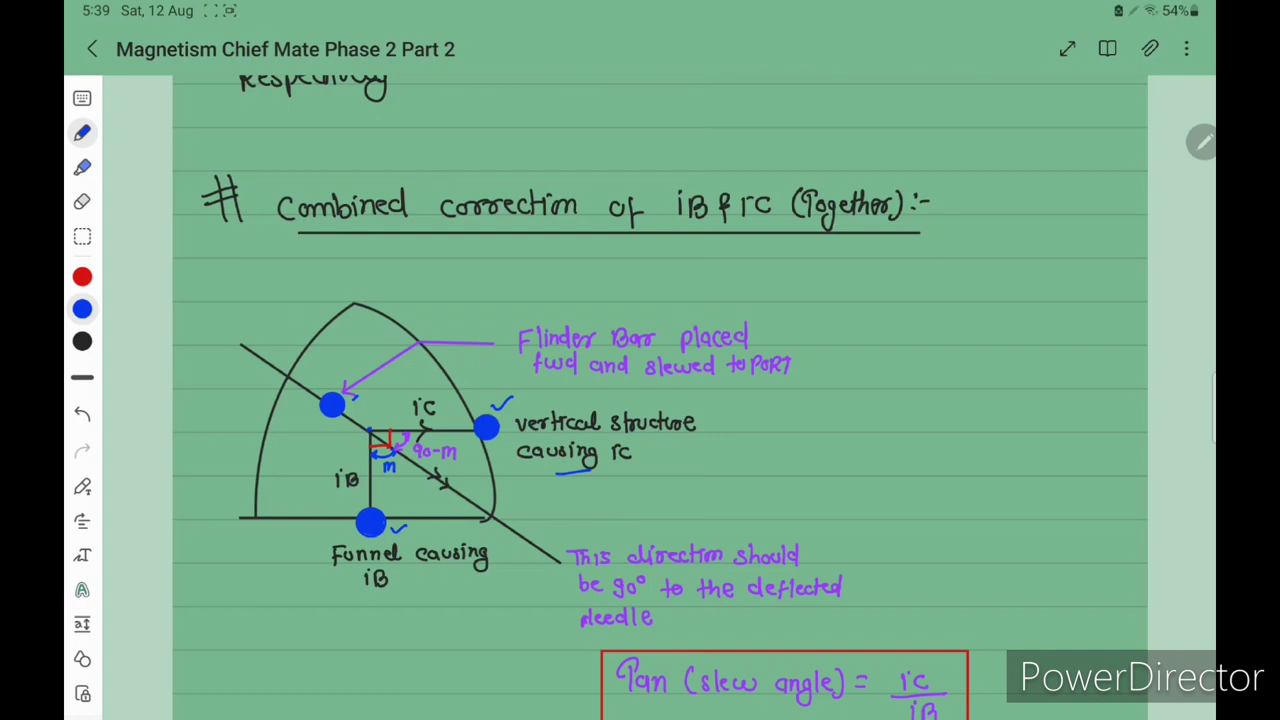 5:39 Sat, 12 Aug
54%
Magnetism Chief Mate Phase 2 Part 2
Respectively
# Combined correction of iB & rC (Together):-
Flinder Bar placed
fwd and slewed to PORT
rC
vertical structure
causing rC
90-m
m
iB
Funnel causing
iB
This direction should
be 90° to the deflected
needle
Tan (slew angle) = rC
iB
PowerDirector